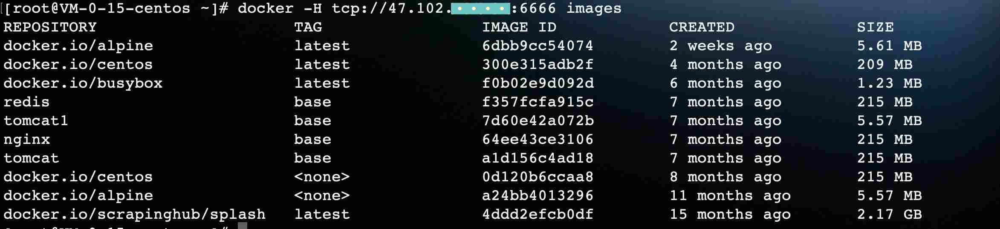 [root@VM-0-15-centos ~]# docker -H tcp://47.102.••••:6666 images
REPOSITORY TAG IMAGE ID CREATED SIZE
docker.io/alpine latest 6dbb9cc54074 2 weeks ago 5.61 MB
docker.io/centos latest 300e315adb2f 4 months ago 209 MB
docker.io/busybox latest f0b02e9d092d 6 months ago 1.23 MB
redis base f357fcfa915c 7 months ago 215 MB
tomcat1 base 7d60e42a072b 7 months ago 5.57 MB
nginx base 64ee43ce3106 7 months ago 215 MB
tomcat base a1d156c4ad18 7 months ago 215 MB
docker.io/centos <none> 0d120b6ccaa8 8 months ago 215 MB
docker.io/alpine <none> a24bb4013296 11 months ago 5.57 MB
docker.io/scrapinghub/splash latest 4ddd2efcb0df 15 months ago 2.17 GB